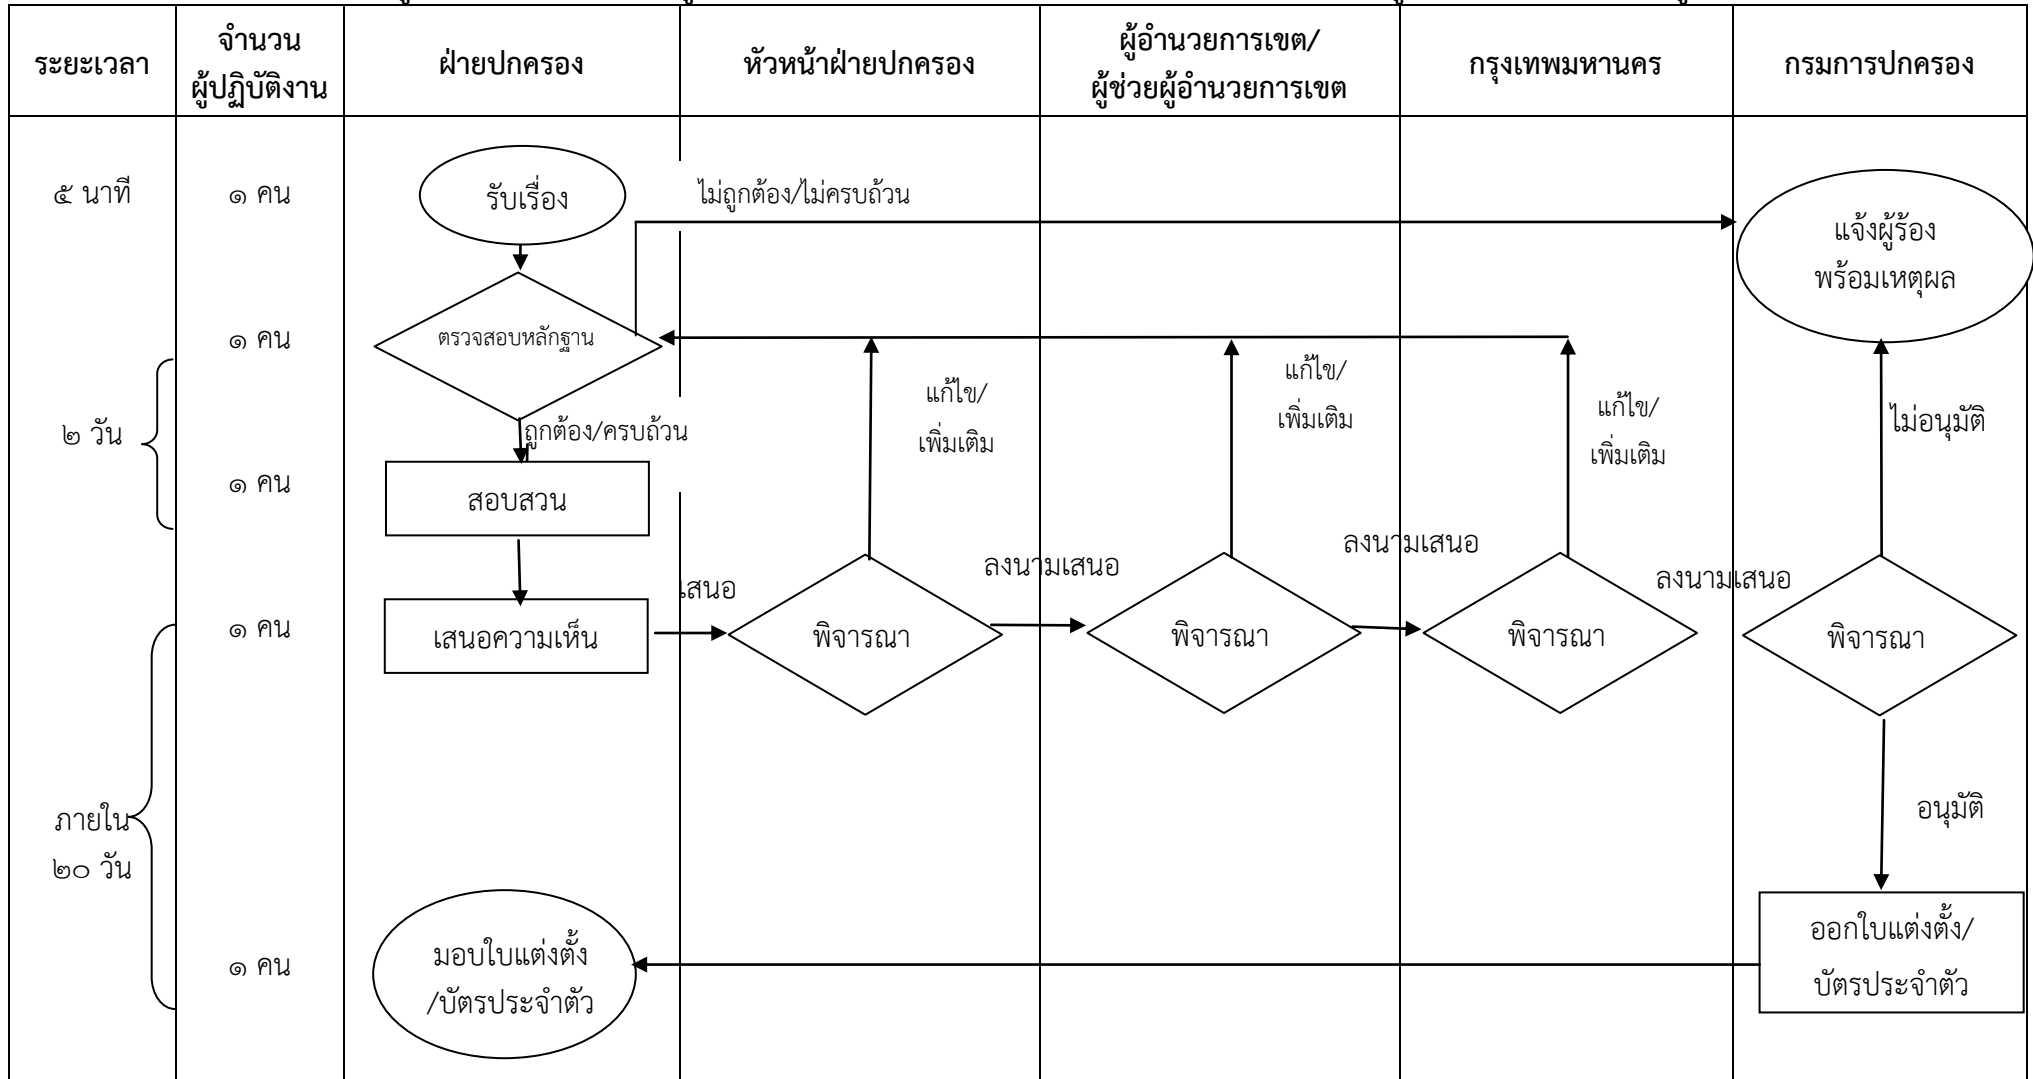 ระยะเวลา
จำนวน
ผู้ปฏิบัติงาน
ฝ่ายปกครอง
หัวหน้าฝ่ายปกครอง
ผู้อำนวยการเขต/
ผู้ช่วยผู้อำนวยการเขต
กรุงเทพมหานคร
กรมการปกครอง
๕ นาที
๑ คน
รับเรื่อง
ไม่ถูกต้อง/ไม่ครบถ้วน
แจ้งผู้ร้อง
พร้อมเหตุผล
๑ คน
ตรวจสอบหลักฐาน
แก้ไข/
เพิ่มเติม
แก้ไข/
เพิ่มเติม
แก้ไข/
เพิ่มเติม
ไม่อนุมัติ
๒ วัน
ถูกต้อง/ครบถ้วน
๑ คน
สอบสวน
ลงนามเสนอ
ลงนามเสนอ
ลงนามเสนอ
เสนอ
๑ คน
เสนอความเห็น
พิจารณา
พิจารณา
พิจารณา
พิจารณา
ภายใน
๒๐ วัน
อนุมัติ
๑ คน
มอบใบแต่งตั้ง
/บัตรประจำตัว
ออกใบแต่งตั้ง/
บัตรประจำตัว